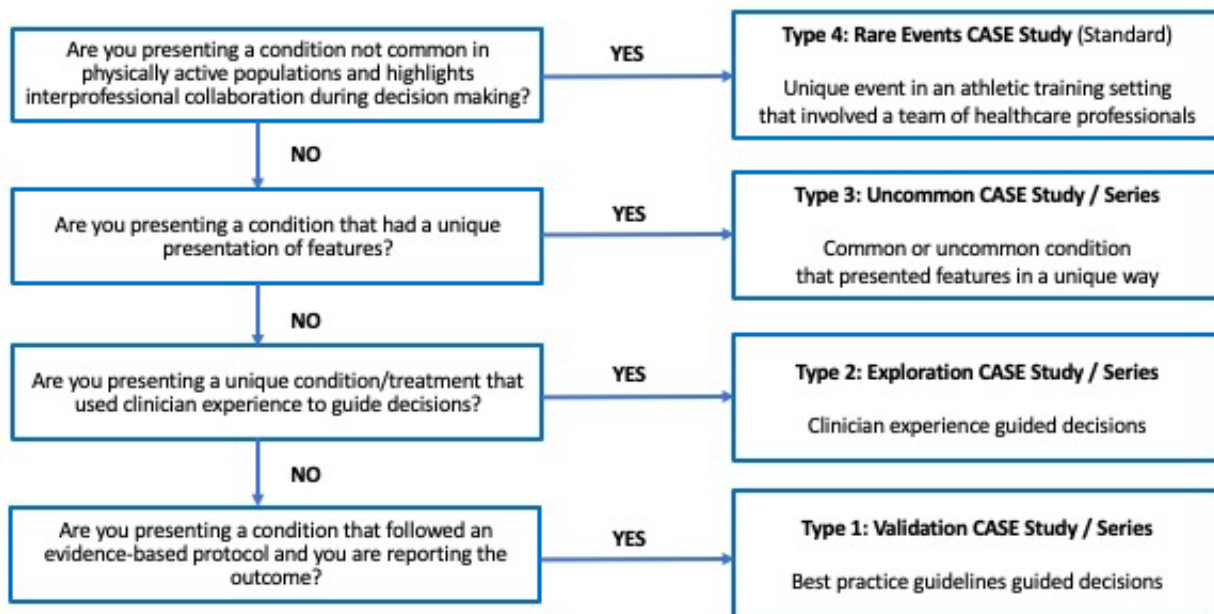 Are you presenting a condition not common in
physically active populations and highlights
interprofessional collaboration during decision making?
YES
Type 4: Rare Events CASE Study (Standard)
Unique event in an athletic training setting
that involved a team of healthcare professionals
NO
Are you presenting a condition that had a unique
presentation of features?
YES
Type 3: Uncommon CASE Study / Series
Common or uncommon condition
that presented features in a unique way
NO
Are you presenting a unique condition/treatment that
used clinician experience to guide decisions?
YES
Type 2: Exploration CASE Study / Series
Clinician experience guided decisions
NO
Are you presenting a condition that followed an
evidence-based protocol and you are reporting the
outcome?
YES
Type 1: Validation CASE Study / Series
Best practice guidelines guided decisions